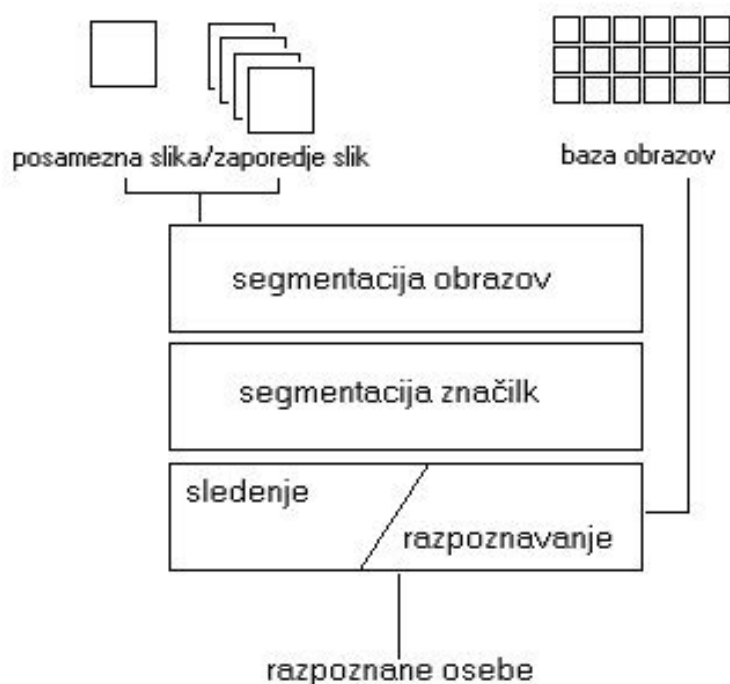 posamezna slika/zaporedje slik
baza obrazov
segmentacija obrazov
segmentacija značilk
sledenje
razpoznavanje
razpoznane osebe